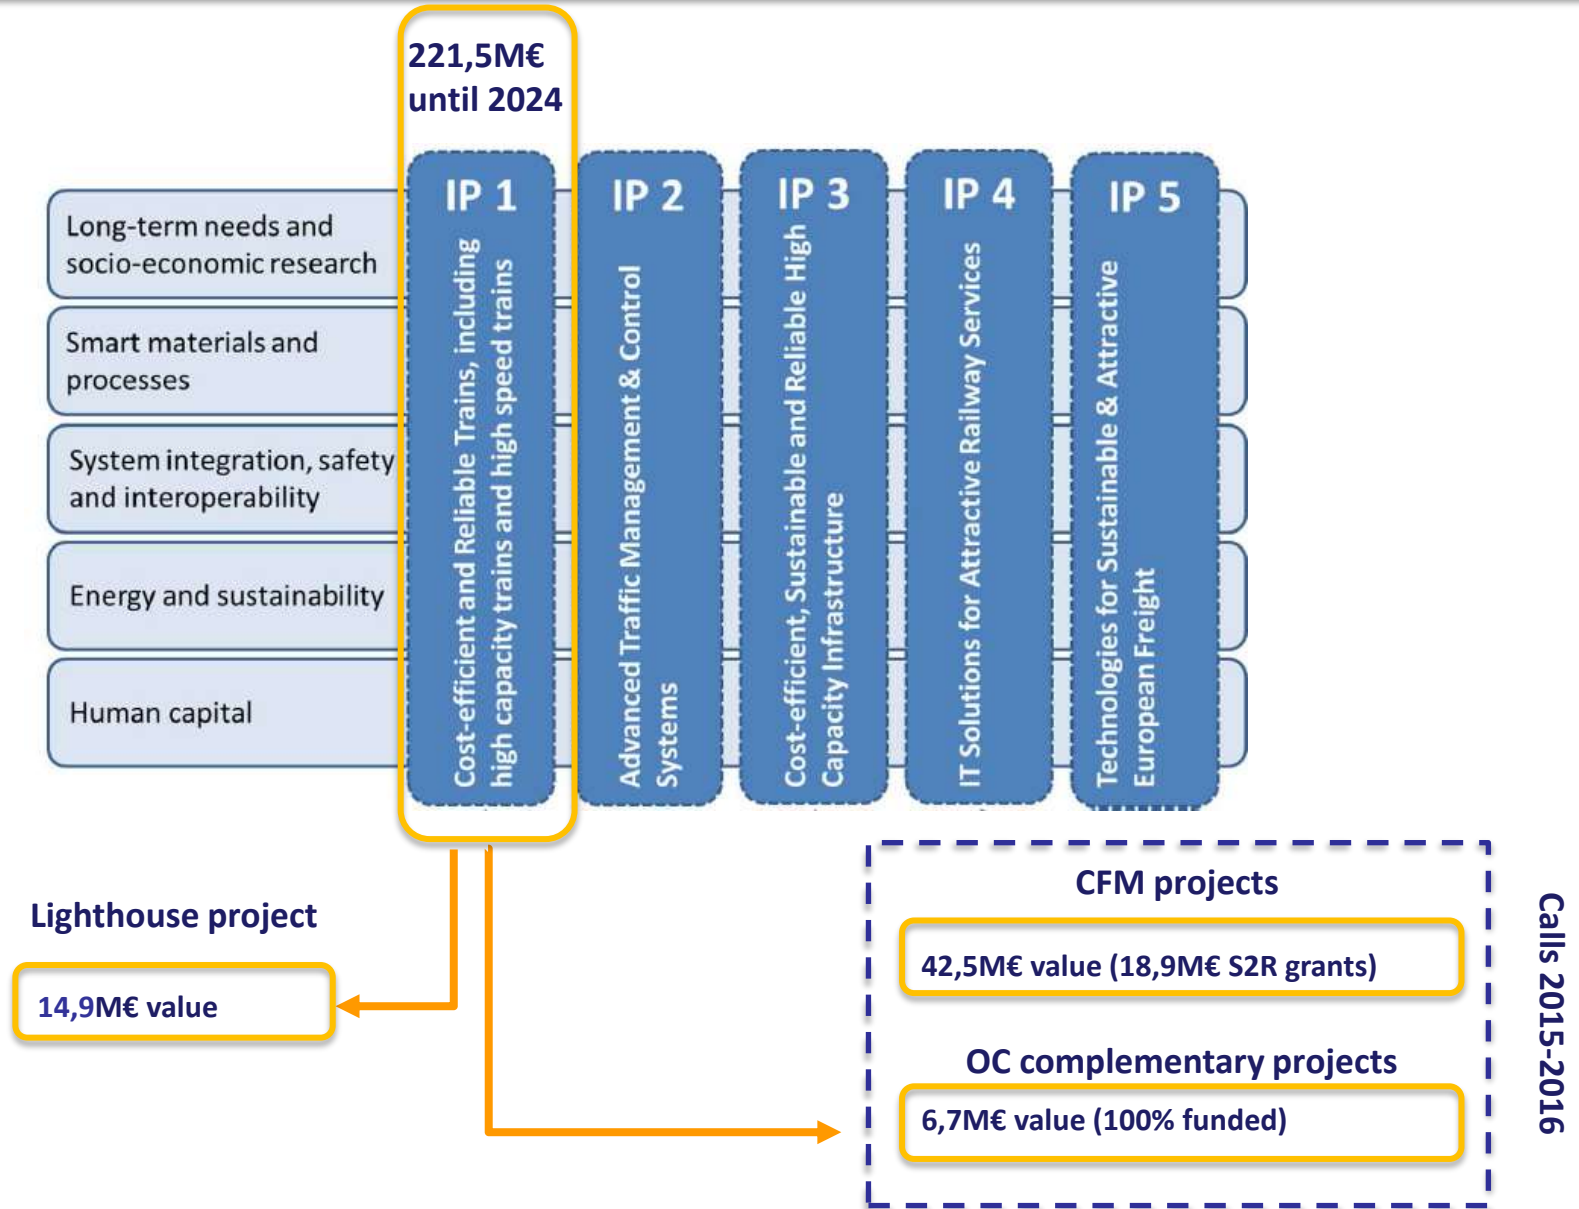 221,5M€
until 2024
IP 1
IP 2
IP 3
IP 4
IP 5
Long-term needs and
socio-economic research
Smart materials and
processes
System integration, safety
and interoperability
Energy and sustainability
Human capital
Cost-efficient and Reliable Trains, including
high capacity trains and high speed trains
Advanced Traffic Management & Control
Systems
Cost-efficient, Sustainable and Reliable High
Capacity Infrastructure
IT Solutions for Attractive Railway Services
Technologies for Sustainable & Attractive
European Freight
Lighthouse project
14,9M€ value
CFM projects
42,5M€ value (18,9M€ S2R grants)
OC complementary projects
6,7M€ value (100% funded)
Calls 2015-2016